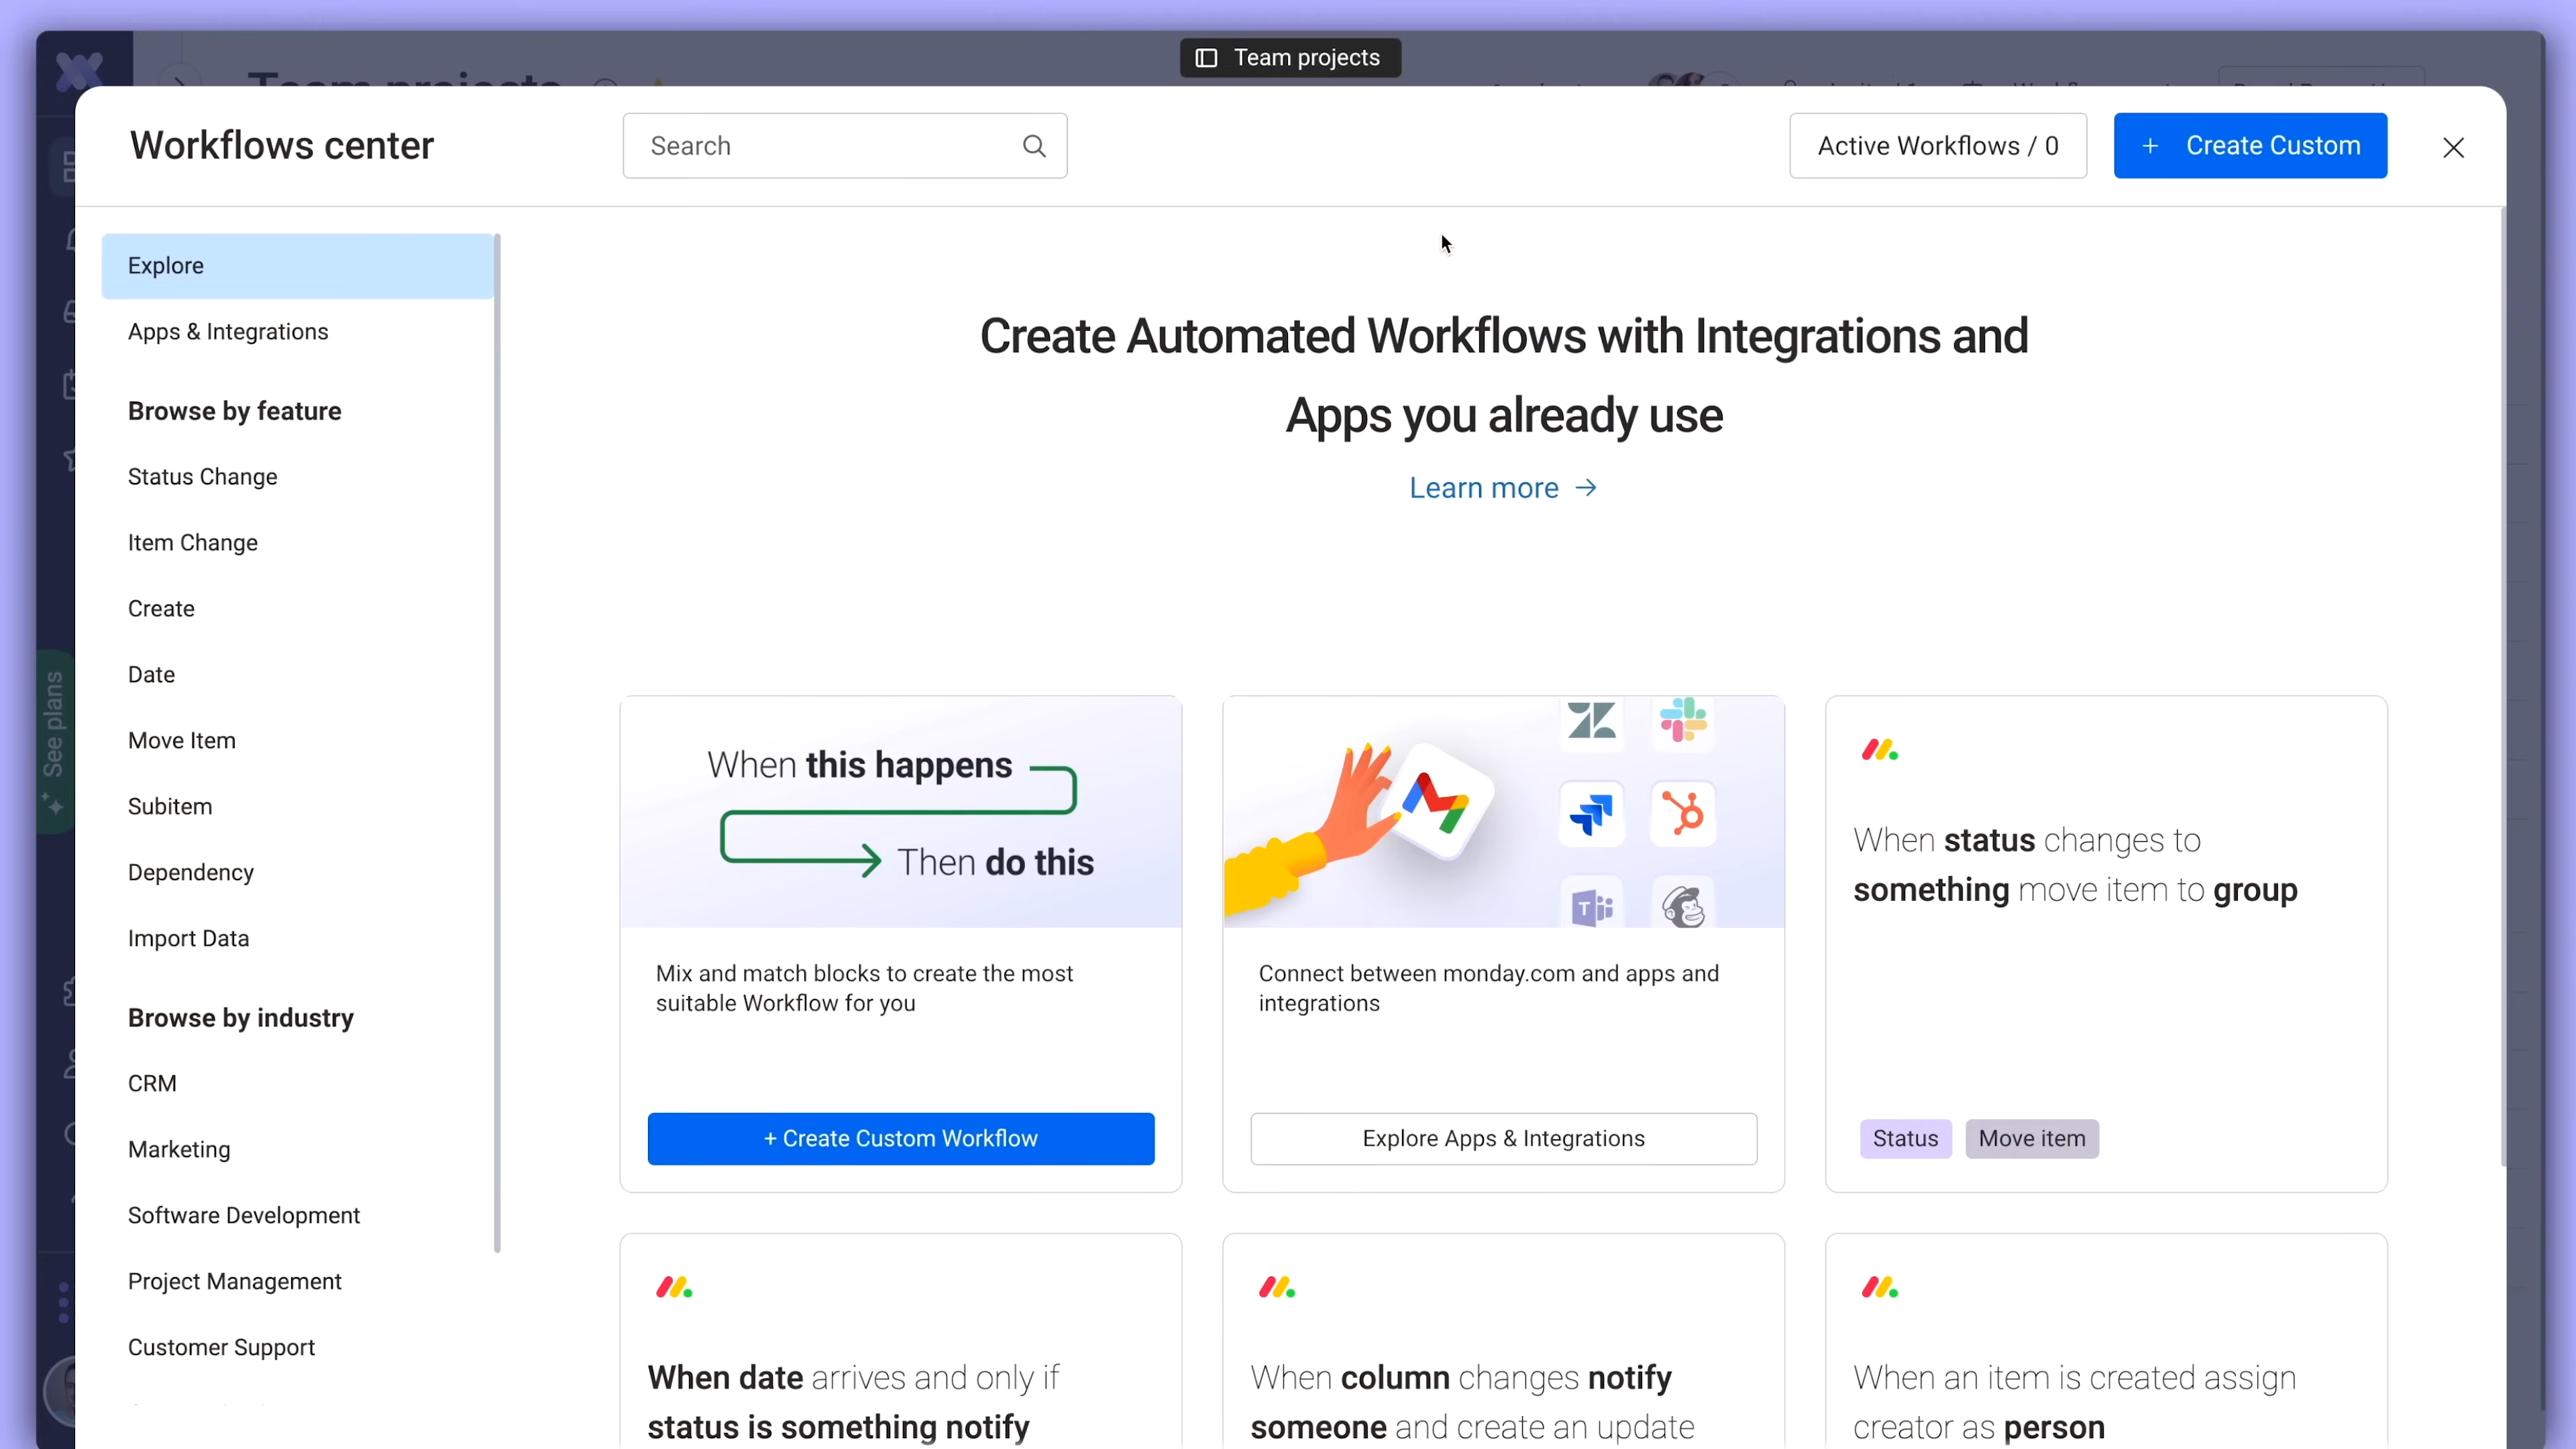 Team projects
Team projects
Workflows center
Search
Active Workflows / 0
+ Create Custom
Explore
Apps & Integrations
Browse by feature
Status Change
Item Change
Create
Date
Move Item
Subitem
Dependency
Import Data
Browse by industry
CRM
Marketing
Software Development
Project Management
Customer Support
See plans
Create Automated Workflows with Integrations and
Apps you already use
Learn more →
When this happens
Then do this
Mix and match blocks to create the most
suitable Workflow for you
+ Create Custom Workflow
Connect between monday.com and apps and
integrations
Explore Apps & Integrations
When status changes to
something move item to group
Status Move item
When date arrives and only if
status is something notify
When column changes notify
someone and create an update
When an item is created assign
creator as person